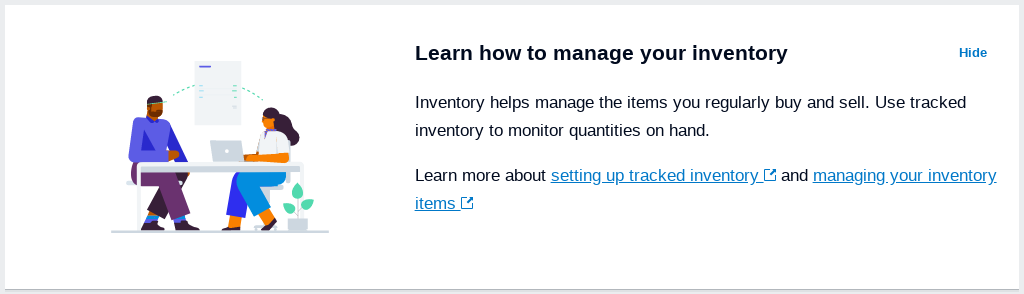 Learn how to manage your inventory
Hide
Inventory helps manage the items you regularly buy and sell. Use tracked
inventory to monitor quantities on hand.
Learn more about setting up tracked inventory and managing your inventory
items